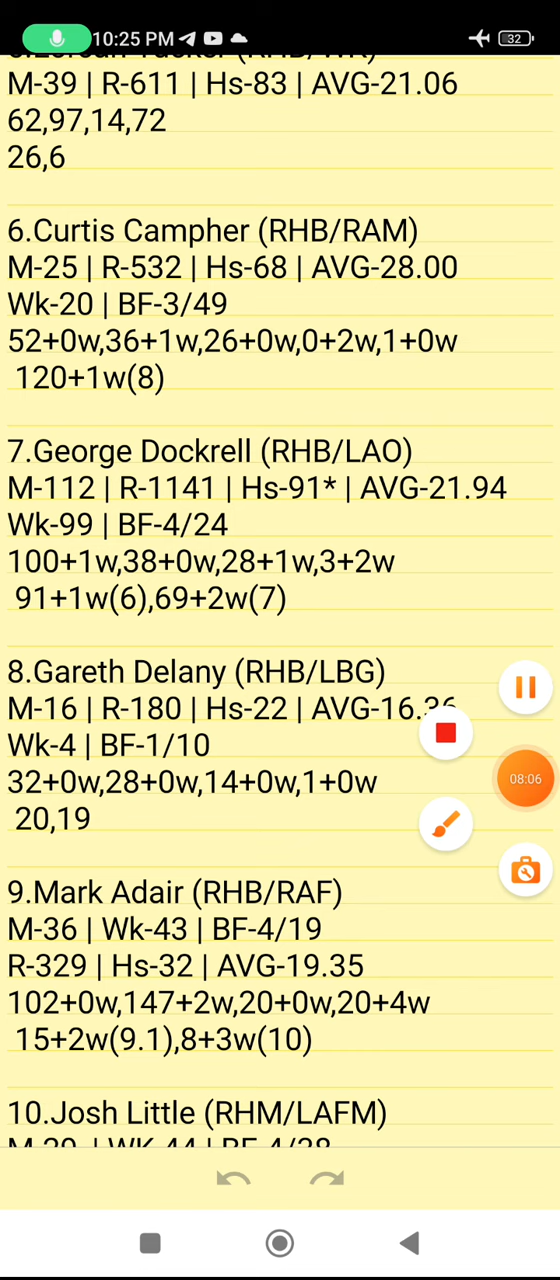 10:25 PM
32
M-39 | R-611 | Hs-83 | AVG-21.06
62,97,14,72
26,6
6.Curtis Campher (RHB/RAM)
M-25 | R-532 | Hs-68 | AVG-28.00
Wk-20 | BF-3/49
52+0w,36+1w,26+0w,0+2w,1+0w
120+1w(8)
7.George Dockrell (RHB/LAO)
M-112 | R-1141 | Hs-91* | AVG-21.94
Wk-99 | BF-4/24
100+1w,38+0w,28+1w,3+2w
91+1w(6),69+2w(7)
8.Gareth Delany (RHB/LBG)
M-16 | R-180 | Hs-22 | AVG-16.36
Wk-4 | BF-1/10
32+0w,28+0w,14+0w,1+0w
20,19
08:06
9.Mark Adair (RHB/RAF)
M-36 | Wk-43 | BF-4/19
R-329 | Hs-32 | AVG-19.35
102+0w,147+2w,20+0w,20+4w
15+2w(9.1),8+3w(10)
10.Josh Little (RHM/LAFM)